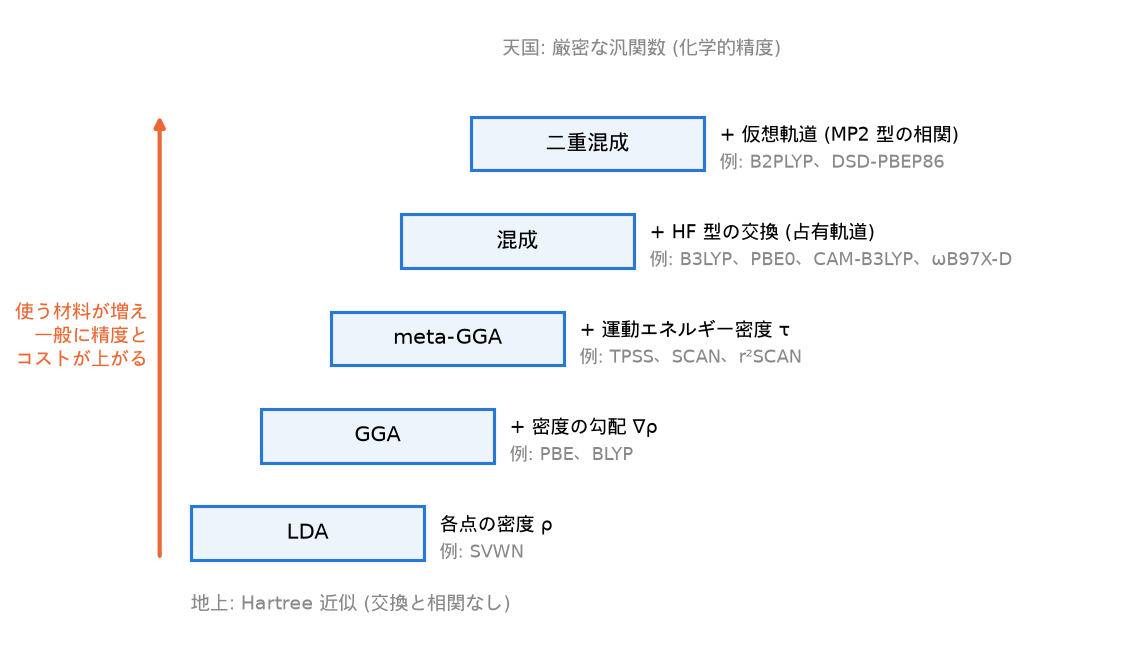 天国: 厳密な汎関数 (化学的精度)
二重混成
+ 仮想軌道 (MP2 型の相関)
例: B2PLYP、DSD-PBEP86
混成
+ HF 型の交換 (占有軌道)
例: B3LYP、PBE0、CAM-B3LYP、ωB97X-D
使う材料が増え
一般に精度と
コストが上がる
meta-GGA
+ 運動エネルギー密度 τ
例: TPSS、SCAN、r²SCAN
GGA
+ 密度の勾配 ∇ρ
例: PBE、BLYP
LDA
各点の密度 ρ
例: SVWN
地上: Hartree 近似 (交換と相関なし)